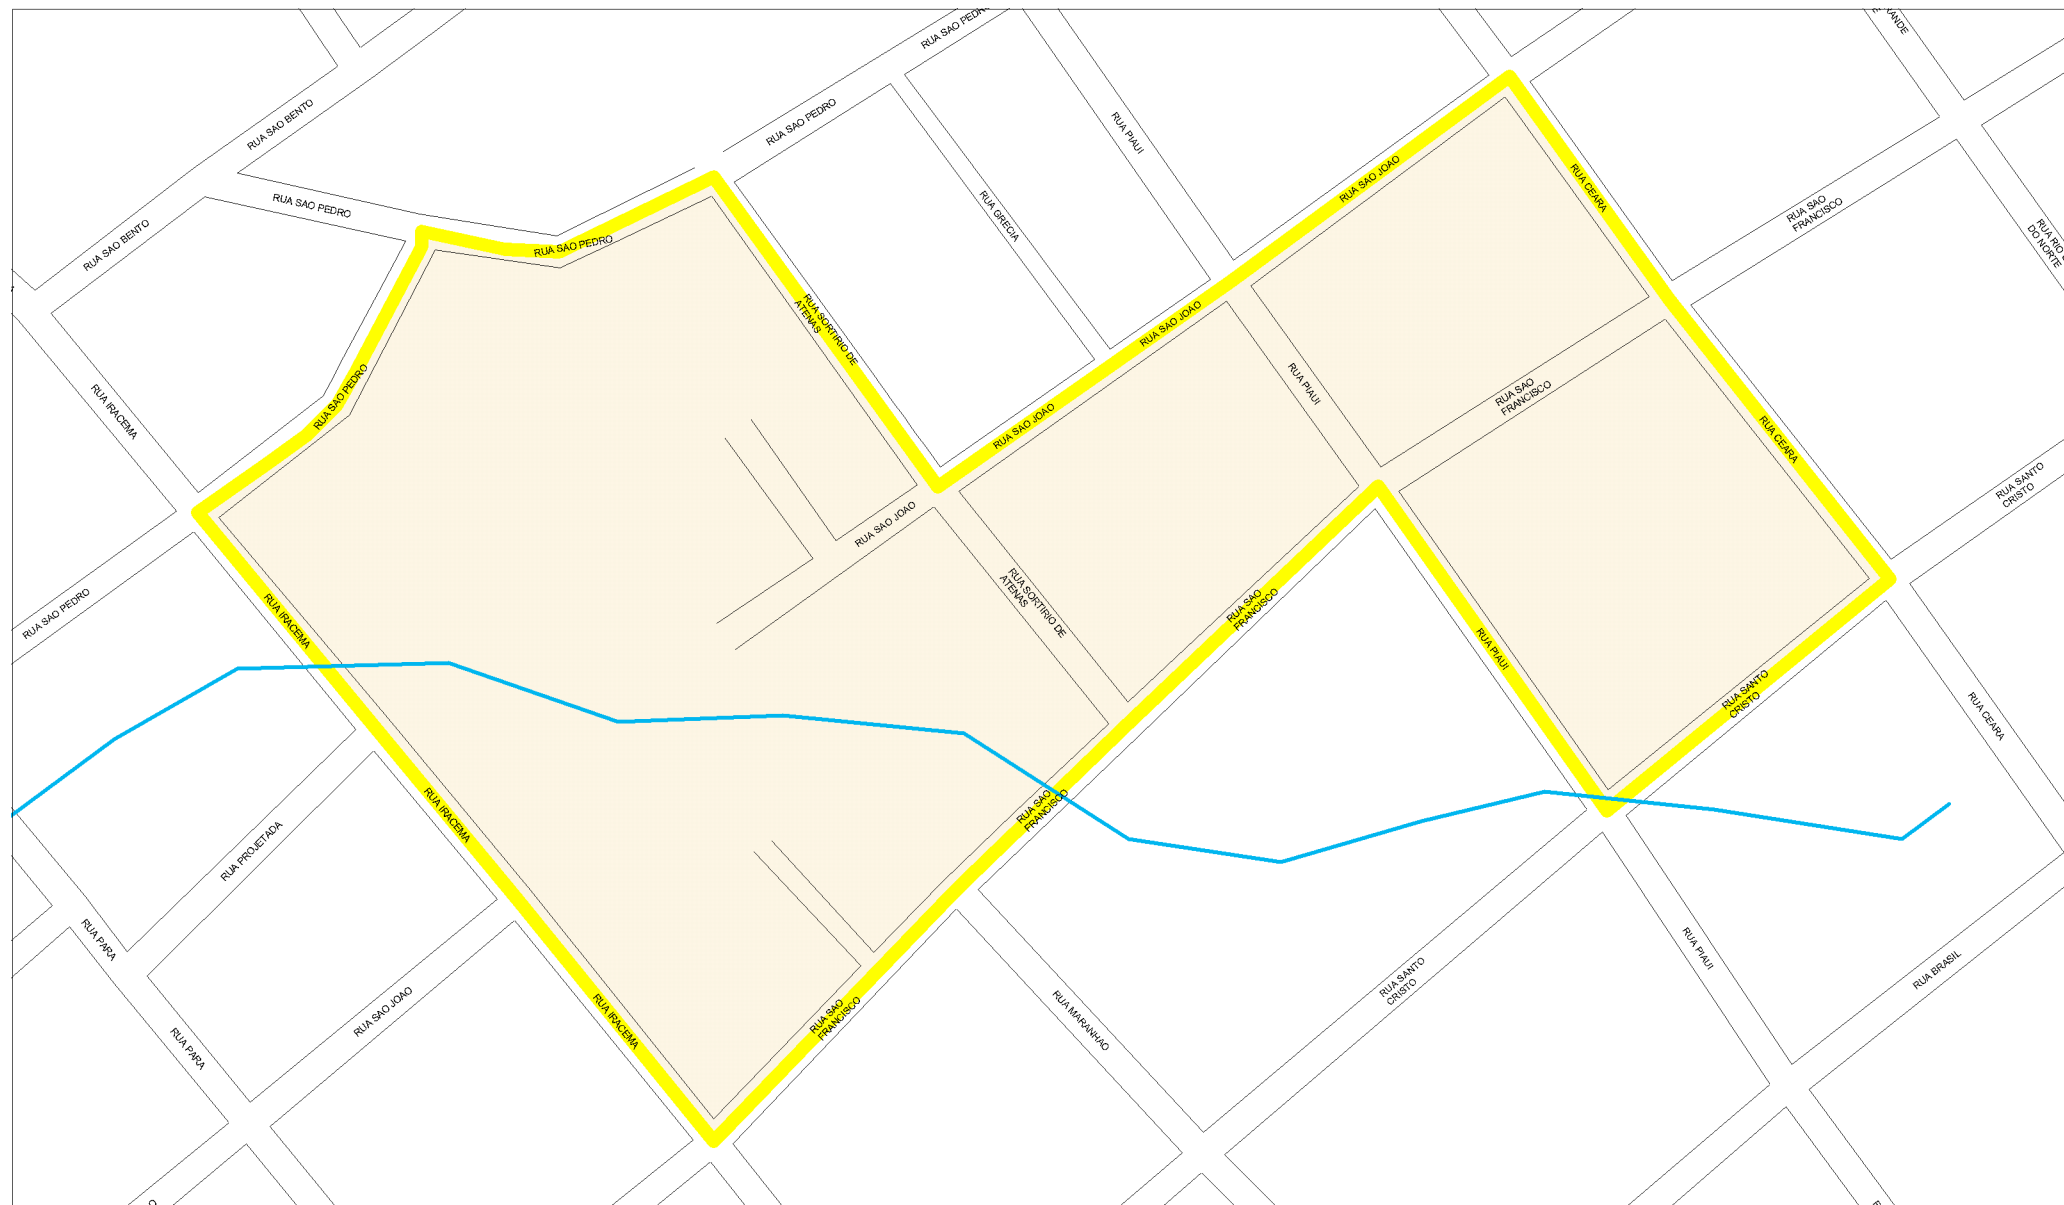 RUA SAO PEDRO
RUA SAO BENTO
RUA SAO PEDRO
RUA PIAUI
RUA SAO JOAO
RUA CEARA
RUA SAO PEDRO
RUA SAO BENTO
RUA SAO PEDRO
RUA GRECIA
RUA SAO
FRANCISCO
DO NORTE
RUA SORTIRIO DE
ATENAS
RUA SAO JOAO
RUA IRACEMA
RUA SAO PEDRO
RUA PIAUI
RUA SAO
FRANCISCO
RUA SAO JOAO
RUA CEARA
RUA SANTO
CRISTO
RUA SAO JOAO
RUA SAO PEDRO
RUA IRACEMA
RUA SORTIRIO DE
ATENAS
RUA SAO
FRANCISCO
RUA PIAUI
RUA SANTO
CRISTO
RUA CEARA
RUA IRACEMA
RUA SAO
FRANCISCO
RUA PROJETADA
RUA PARA
RUA PIAUI
RUA SANTO
CRISTO
RUA BRASIL
RUA SAO JOAO
RUA IRACEMA
RUA SAO
FRANCISCO
RUA MARANHAO
RUA PARA